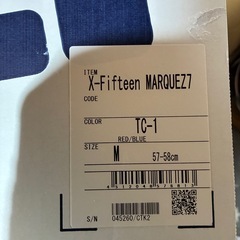 ITEM
X-Fifteen MARQUEZ7
CODE
COLOR
TC-1
RED/BLUE
SIZE
M 57-58cm
S/N 045260/CTK2